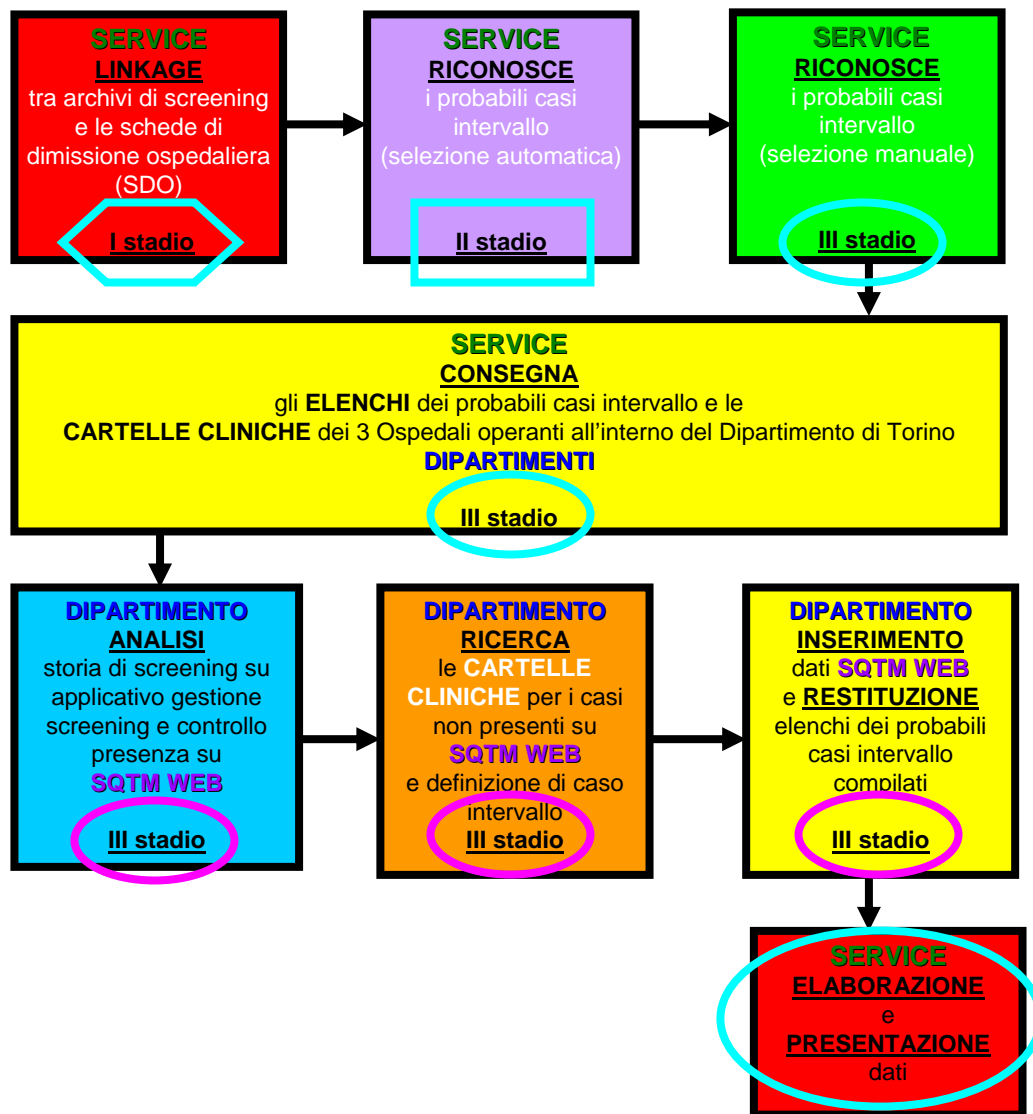 SERVICE
LINKAGE
tra archivi di screening
e le schede di
dimissione ospedaliera
(SDO)
I stadio
SERVICE
RICONOSCE
i probabili casi
intervallo
(selezione automatica)
II stadio
SERVICE
RICONOSCE
i probabili casi
intervallo
(selezione manuale)
III stadio
SERVICE
CONSEGNA
gli ELENCHI dei probabili casi intervallo e le
CARTELLE CLINICHE dei 3 Ospedali operanti all'interno del Dipartimento di Torino
DIPARTIMENTI
III stadio
DIPARTIMENTO
ANALISI
storia di screening su
applicativo gestione
screening e controllo
presenza su
SQTM WEB
III stadio
DIPARTIMENTO
RICERCA
le CARTELLE
CLINICHE per i casi
non presenti su
SQTM WEB
e definizione di caso
intervallo
III stadio
DIPARTIMENTO
INSERIMENTO
dati SQTM WEB
e RESTITUZIONE
elenchi dei probabili
casi intervallo
compilati
III stadio
SERVICE
ELABORAZIONE
e
PRESENTAZIONE
dati